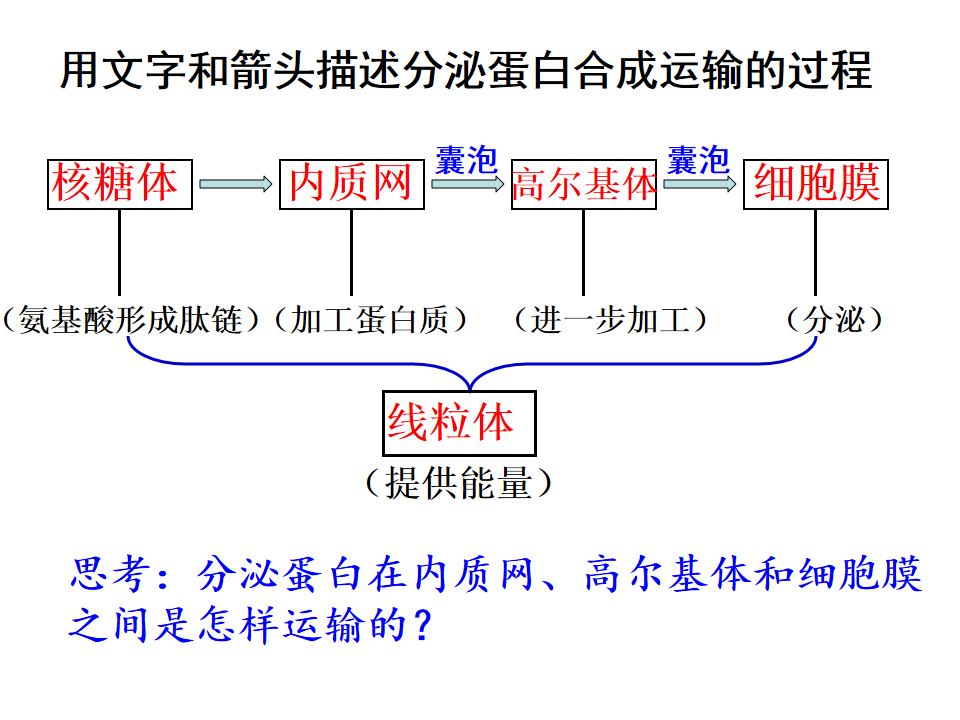 用文字和箭头描述分泌蛋白合成运输的过程
囊泡 囊泡
核糖体 内质网 高尔基体 细胞膜
（氨基酸形成肽链）（加工蛋白质） （进一步加工） （分泌）
线粒体
（提供能量）
思考：分泌蛋白在内质网、高尔基体和细胞膜
之间是怎样运输的？